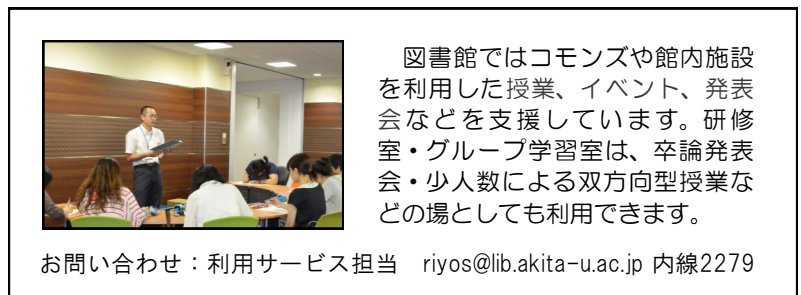 図書館ではコモンズや館内施設
を利用した授業、イベント、発表
会などを支援しています。研修
室・グループ学習室は、卒論発表
会・少人数による双方向型授業な
どの場としても利用できます。
お問い合わせ：利用サービス担当　riyos@lib.akita-u.ac.jp 内線2279